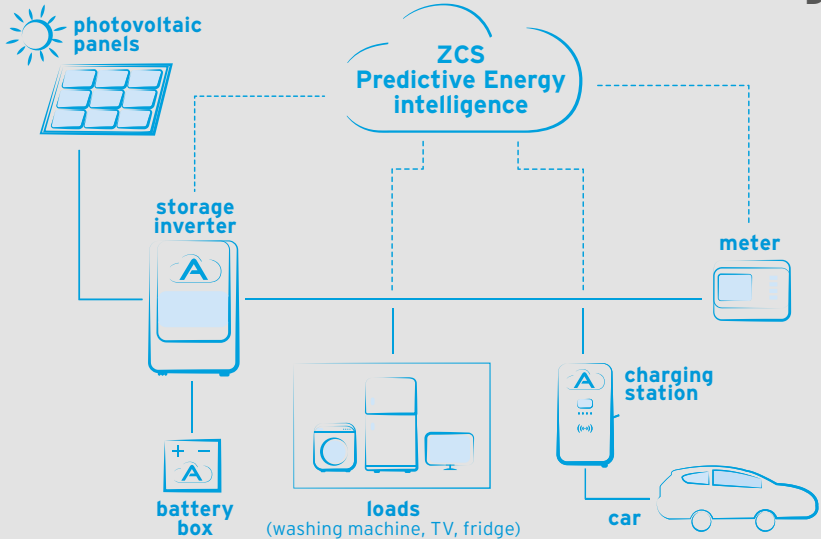 photovoltaic
panels
ZCS
Predictive Energy
intelligence
storage
inverter
meter
A
charging
station
A
+ −
A
battery
box
loads
(washing machine, TV, fridge)
car